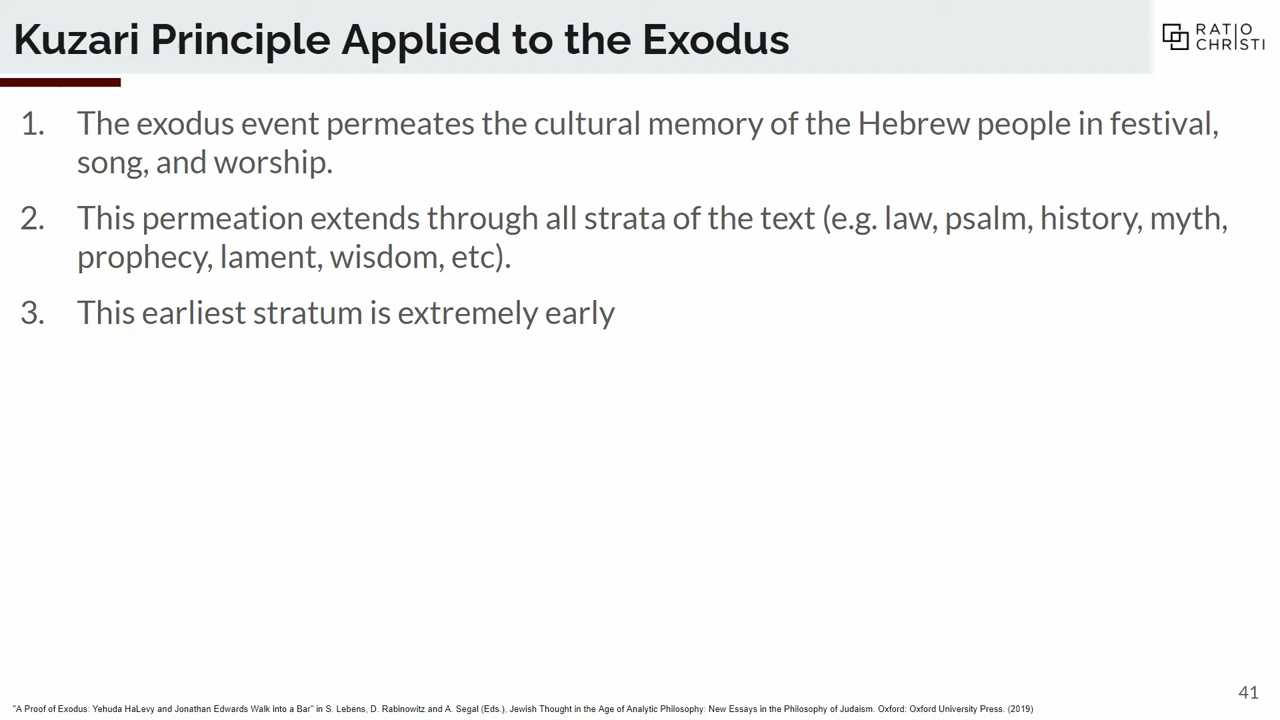 Kuzari Principle Applied to the Exodus
RATIO
CHRISTI
1. The exodus event permeates the cultural memory of the Hebrew people in festival,
song, and worship.
2. This permeation extends through all strata of the text (e.g. law, psalm, history, myth,
prophecy, lament, wisdom, etc).
3. This earliest stratum is extremely early
41
"A Proof of Exodus: Yehuda HaLevy and Jonathan Edwards Walk into a Bar" in S. Lebens, D. Rabinowitz and A. Segal (Eds.), Jewish Thought in the Age of Analytic Philosophy: New Essays in the Philosophy of Judaism. Oxford: Oxford University Press. (2019)